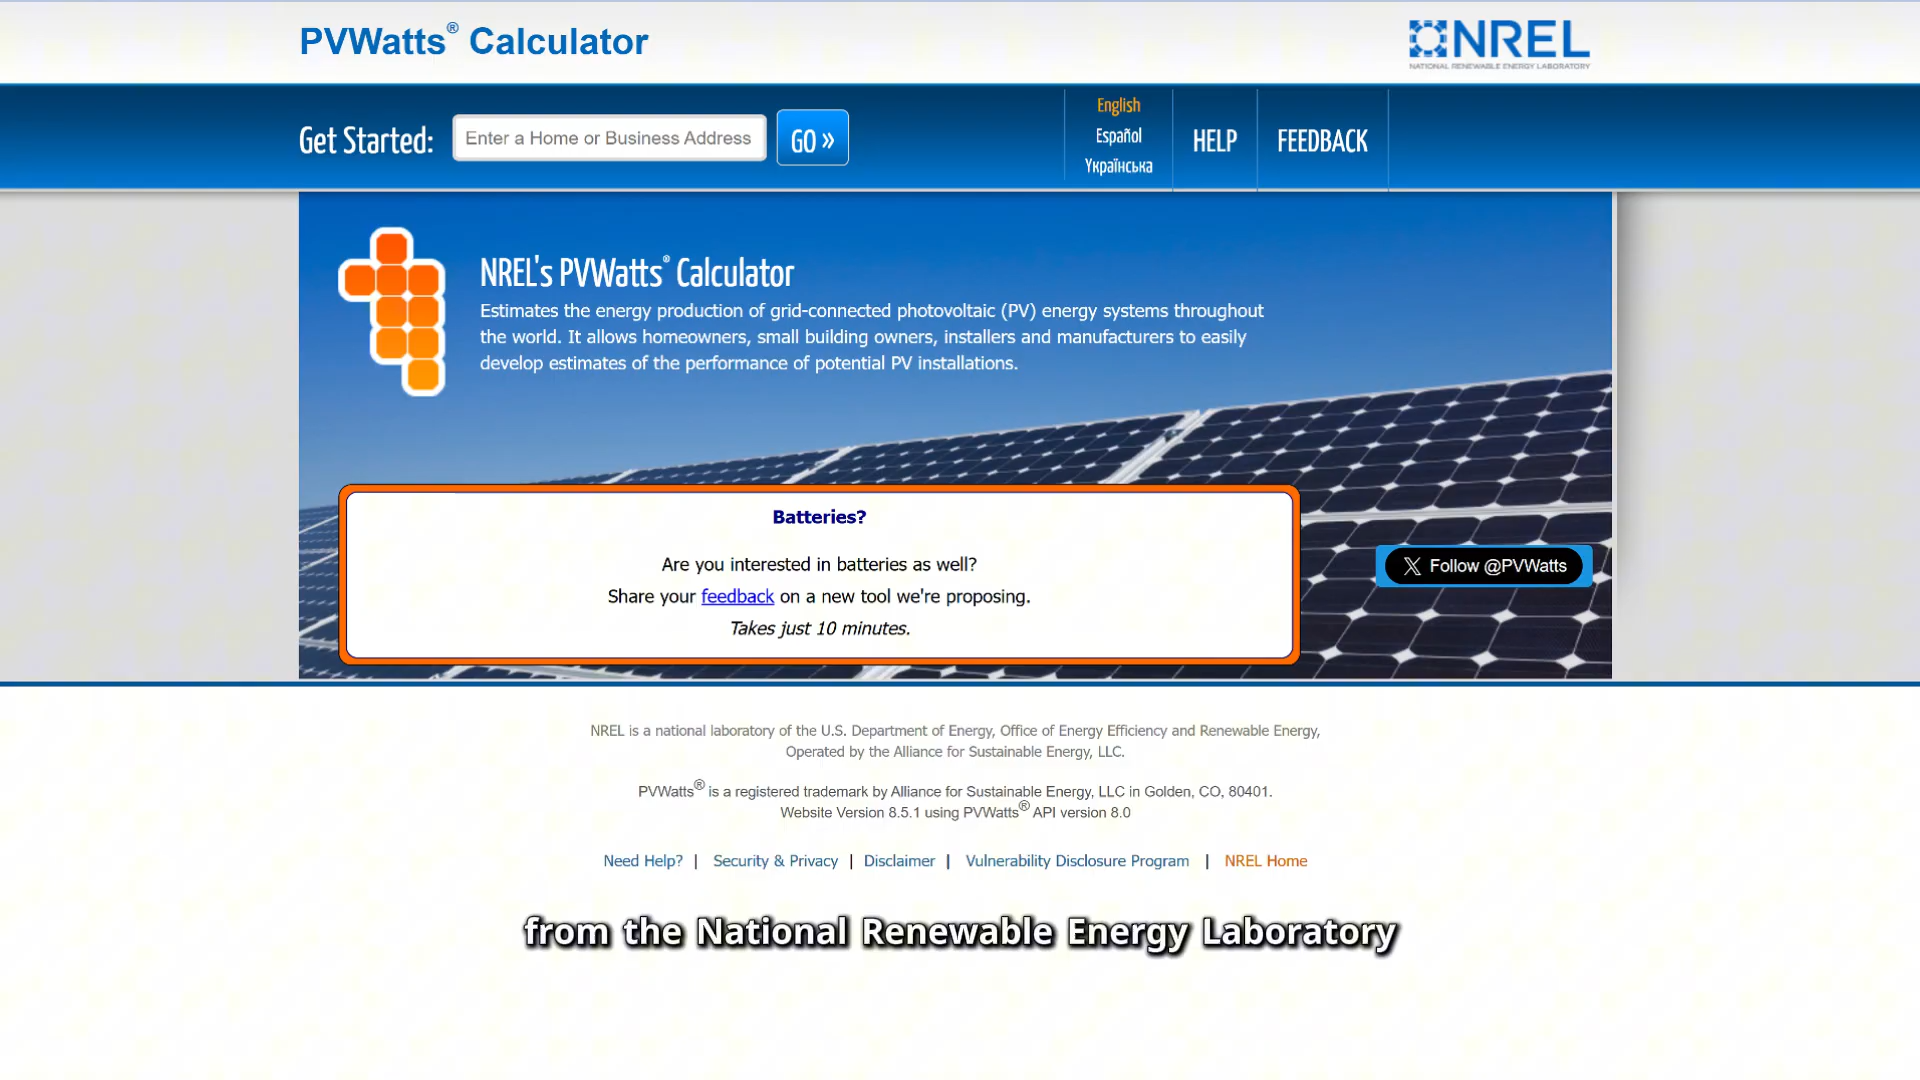 PVWatts® Calculator
NREL
NATIONAL RENEWABLE ENERGY LABORATORY
Get Started:
Enter a Home or Business Address
GO »
English
Español
Українська
HELP
FEEDBACK
NREL's PVWatts® Calculator
Estimates the energy production of grid-connected photovoltaic (PV) energy systems throughout
the world. It allows homeowners, small building owners, installers and manufacturers to easily
develop estimates of the performance of potential PV installations.
Batteries?
Are you interested in batteries as well?
Share your feedback on a new tool we're proposing.
Takes just 10 minutes.
X Follow @PVWatts
NREL is a national laboratory of the U.S. Department of Energy, Office of Energy Efficiency and Renewable Energy,
Operated by the Alliance for Sustainable Energy, LLC.
PVWatts® is a registered trademark by Alliance for Sustainable Energy, LLC in Golden, CO, 80401.
Website Version 8.5.1 using PVWatts® API version 8.0
Need Help? | Security & Privacy | Disclaimer | Vulnerability Disclosure Program | NREL Home
from the National Renewable Energy Laboratory